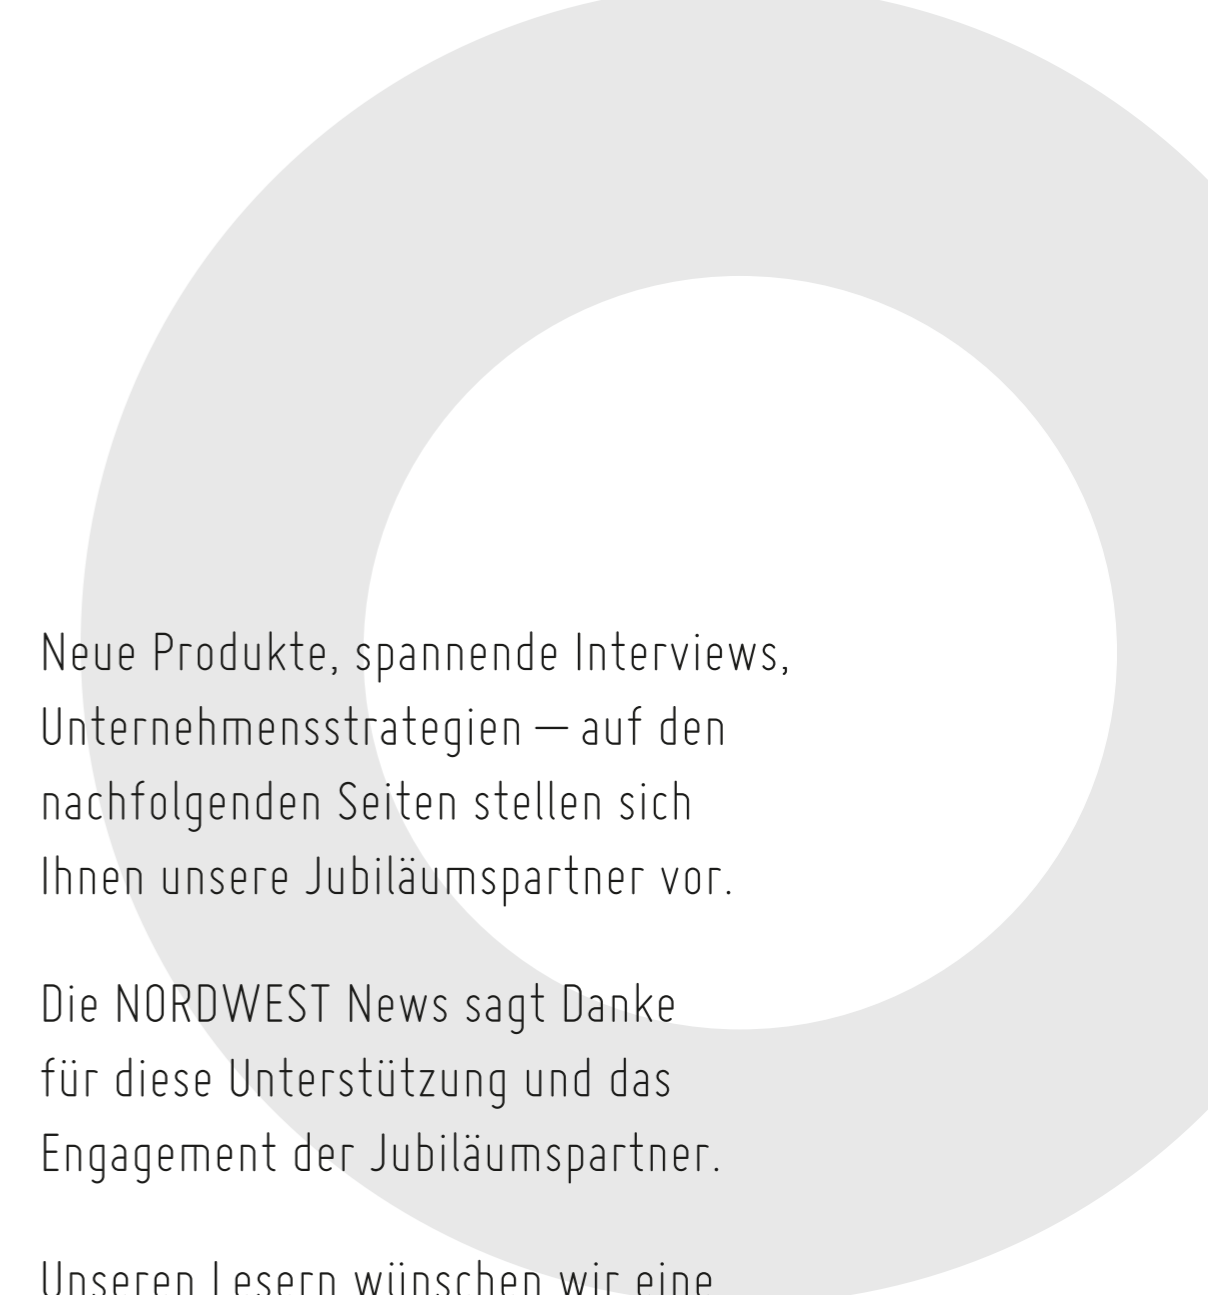 Neue Produkte, spannende Interviews,
Unternehmensstrategien – auf den
nachfolgenden Seiten stellen sich
Ihnen unsere Jubiläumspartner vor.
Die NORDWEST News sagt Danke
für diese Unterstützung und das
Engagement der Jubiläumspartner.
Unseren Lesern wünschen wir eine